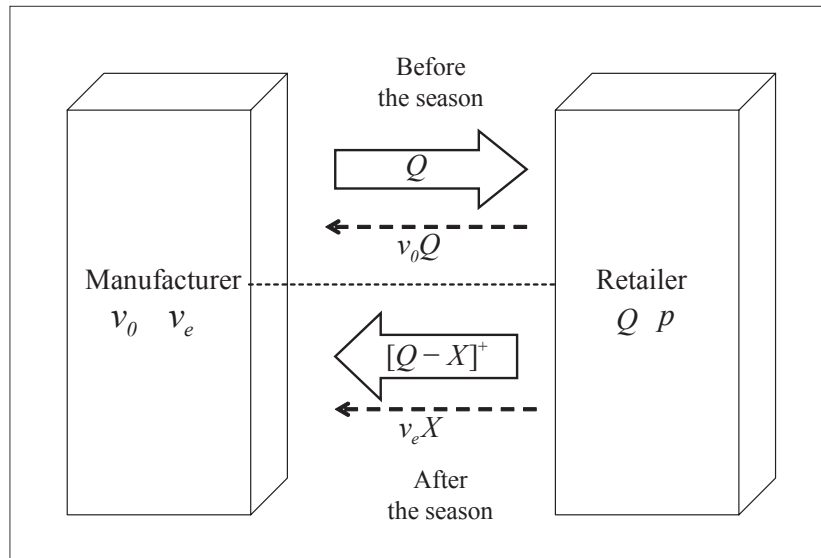 Before
the season
Q
v₀Q
Manufacturer
v₀ vₑ
Retailer
Q p
[Q − X]⁺
vₑX
After
the season